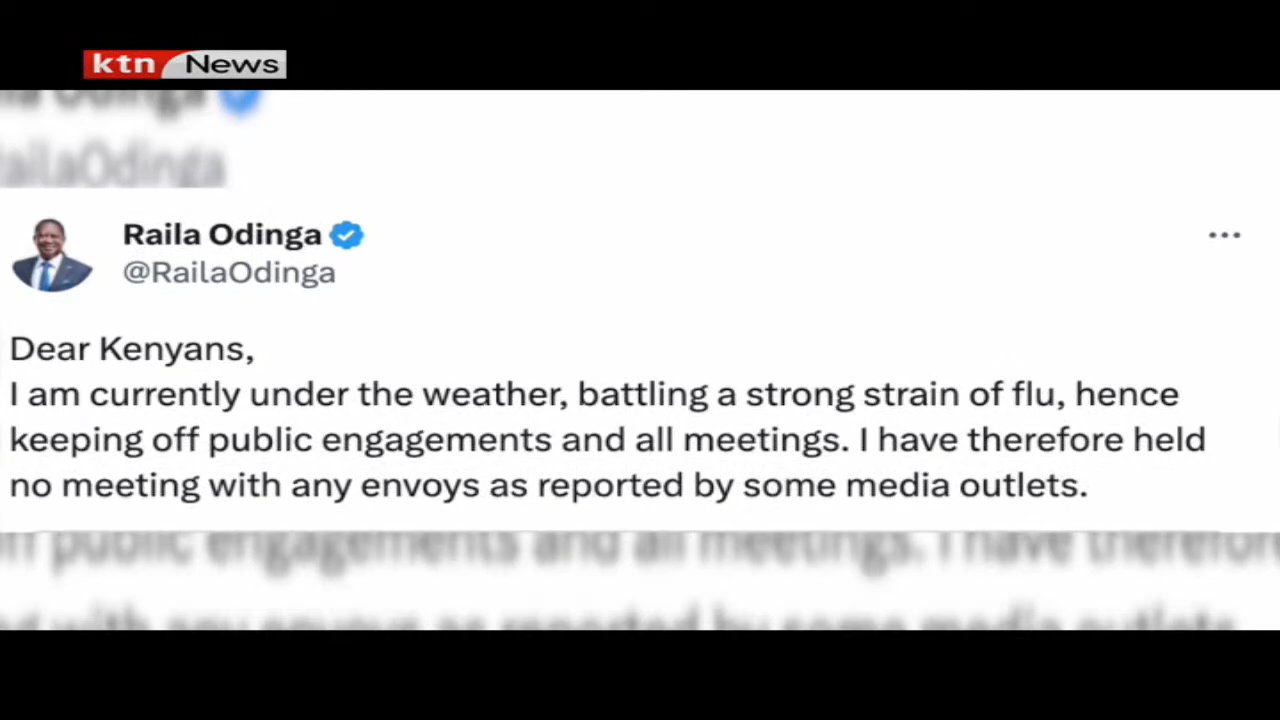 ktn News
Raila Odinga
@RailaOdinga
Dear Kenyans,
I am currently under the weather, battling a strong strain of flu, hence
keeping off public engagements and all meetings. I have therefore held
no meeting with any envoys as reported by some media outlets.